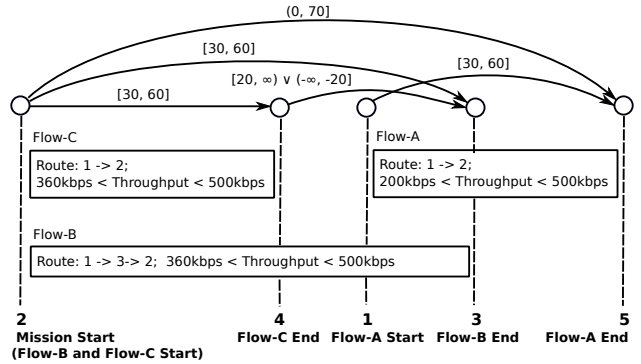 (0, 70]
[30, 60]
[30, 60]
[20, ∞) ∨ (-∞, -20]
[30, 60]
Flow-C
Route: 1 -> 2;
360kbps < Throughput < 500kbps
Flow-A
Route: 1 -> 2;
200kbps < Throughput < 500kbps
Flow-B
Route: 1 -> 3-> 2;  360kbps < Throughput < 500kbps
2 4 1 3 5
Mission Start Flow-C End Flow-A Start Flow-B End Flow-A End
(Flow-B and Flow-C Start)